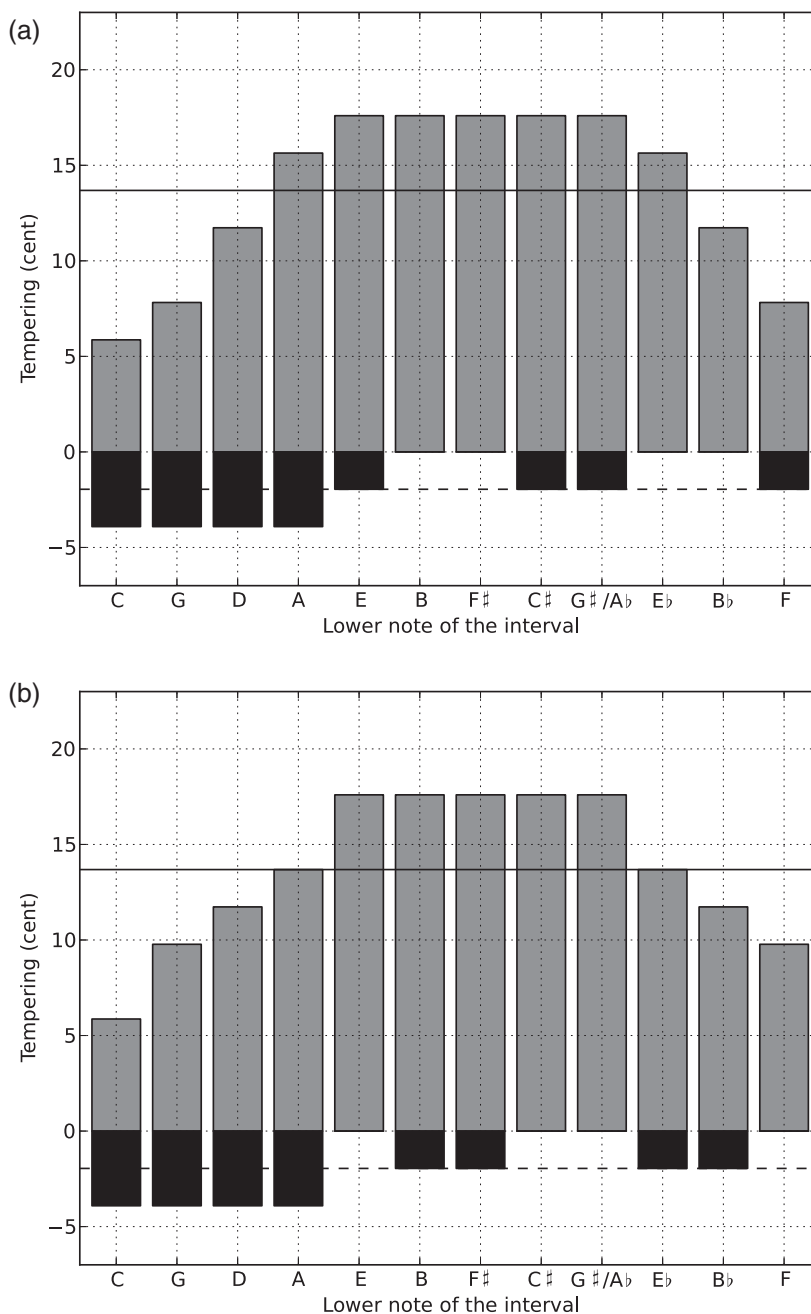 (a)
20
15
10
5
0
−5
Tempering (cent)
C G D A E B F♯ C♯ G♯/A♭ E♭ B♭ F
Lower note of the interval
(b)
20
15
10
5
0
−5
Tempering (cent)
C G D A E B F♯ C♯ G♯/A♭ E♭ B♭ F
Lower note of the interval